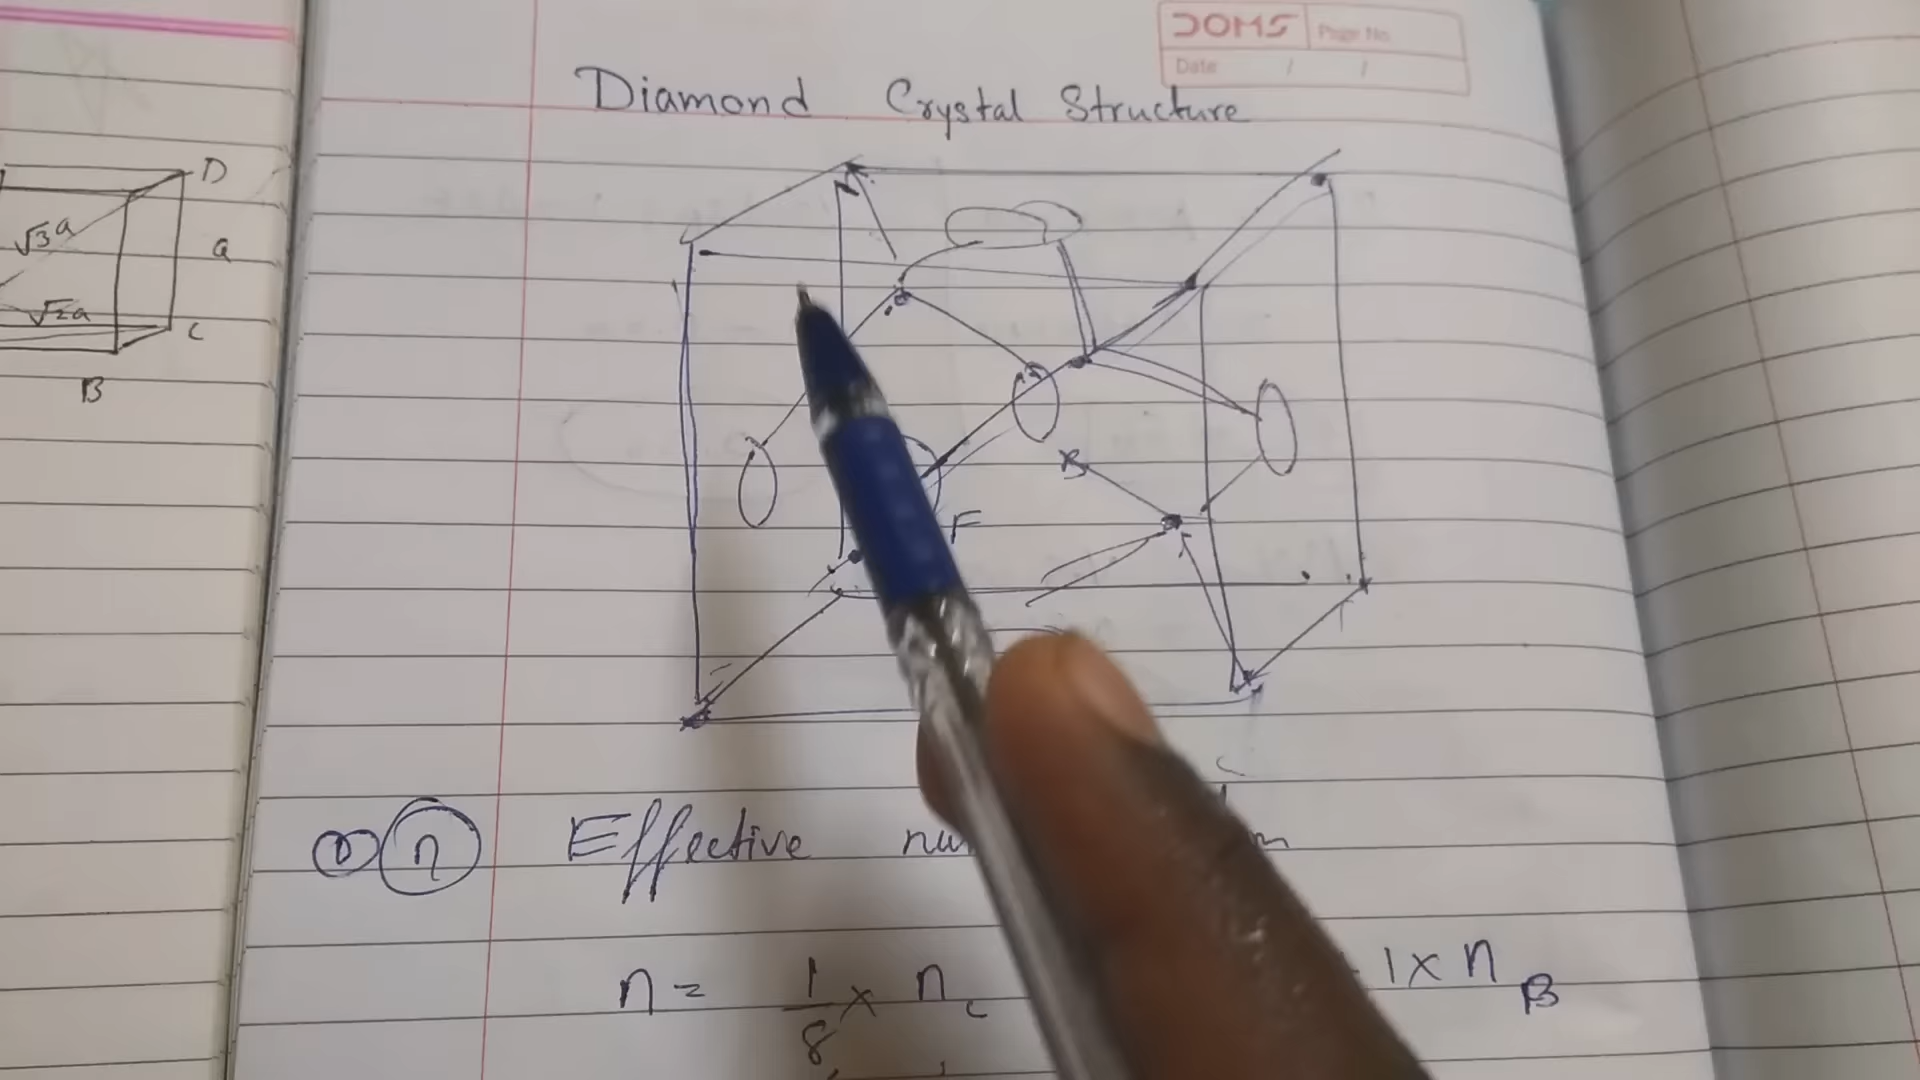 DOMS
Page No.
Date / /
Diamond Crystal Structure
D
√3a
a
√2a
C
B
B
F
① n Effective
n = 1/8 × n_c 1 × n_B